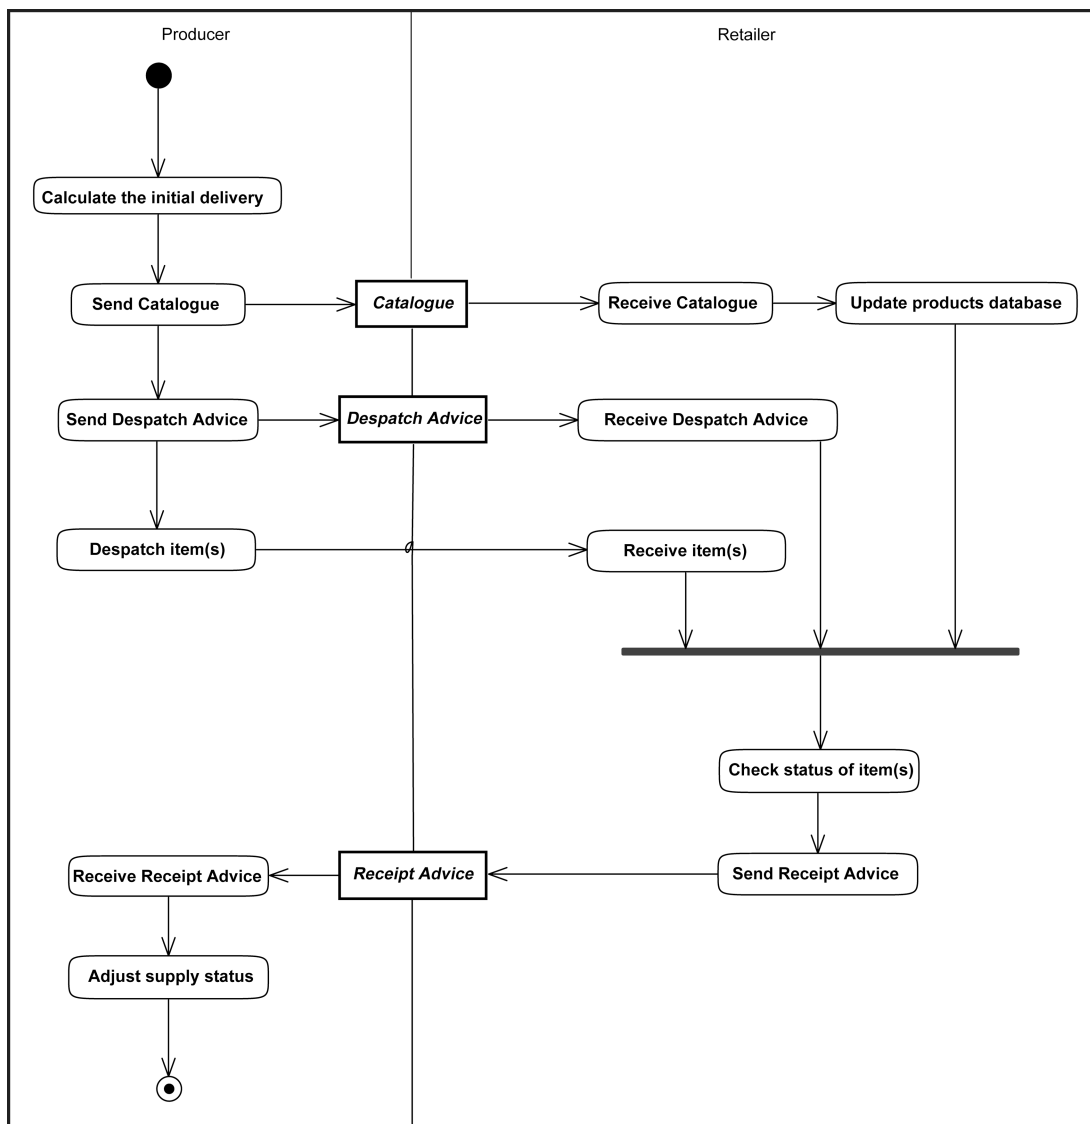 Producer
Retailer
Calculate the initial delivery
Send Catalogue
Catalogue
Receive Catalogue
Update products database
Send Despatch Advice
Despatch Advice
Receive Despatch Advice
Despatch item(s)
Receive item(s)
Check status of item(s)
Receive Receipt Advice
Receipt Advice
Send Receipt Advice
Adjust supply status